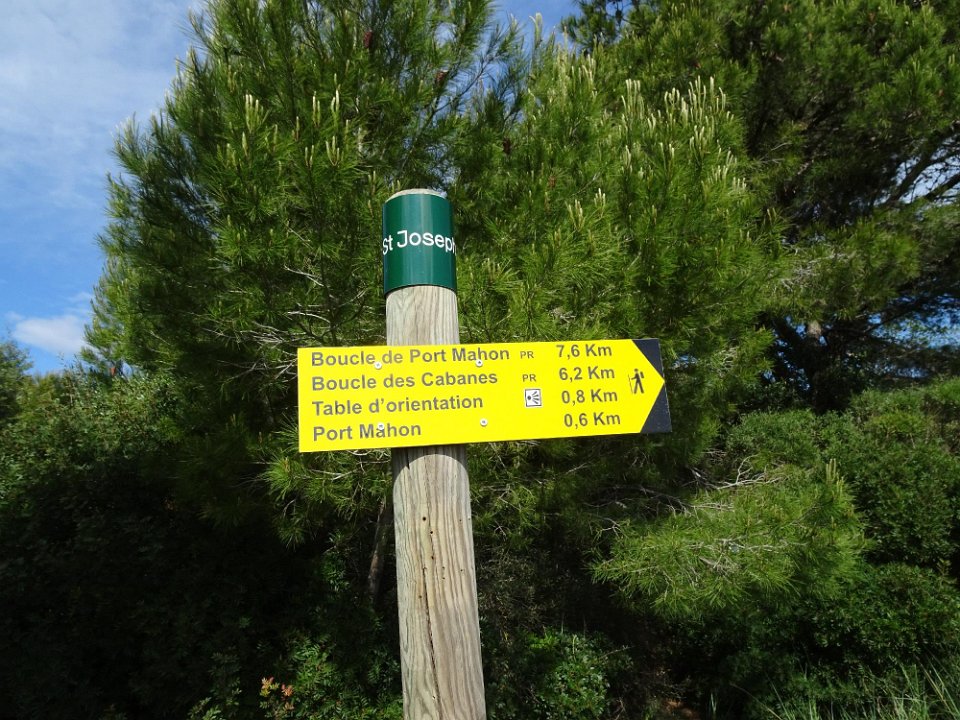 St Joseph
Boucle de Port Mahon PR 7,6 Km
Boucle des Cabanes PR 6,2 Km
Table d'orientation 0,8 Km
Port Mahon 0,6 Km